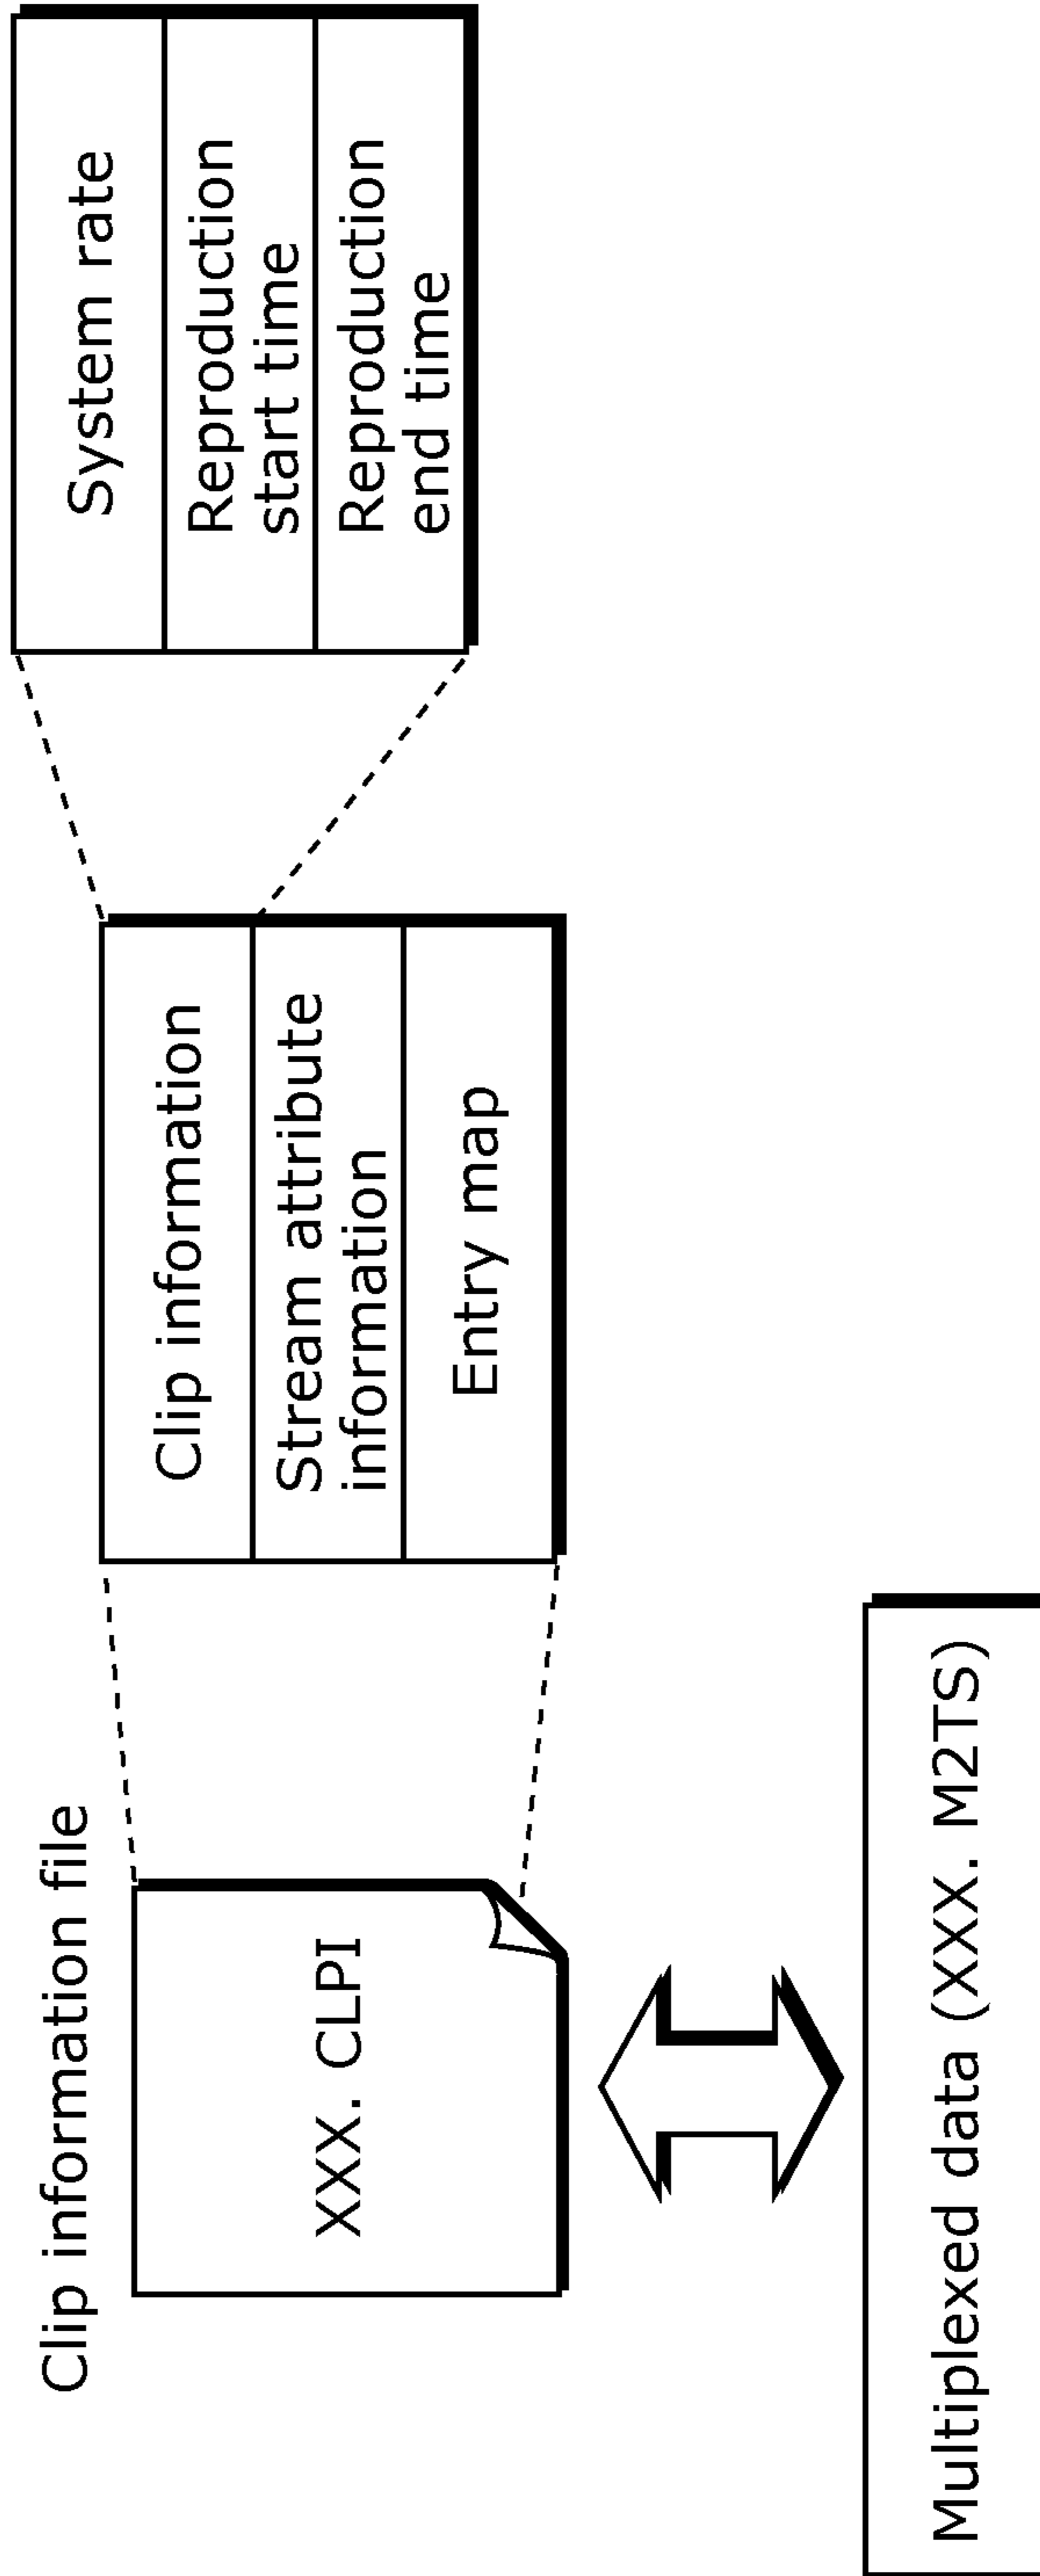 Clip information file
XXX. CLPI
Clip information
Stream attribute
information
Entry map
System rate
Reproduction
start time
Reproduction
end time
Multiplexed data (XXX. M2TS)